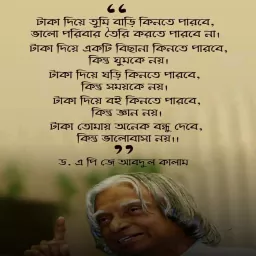 “
টাকা দিয়ে তুমি বাড়ি কিনতে পারবে,
ভালো পরিবার তৈরি করতে পারবে না।
টাকা দিয়ে একটি বিছানা কিনতে পারবে,
কিন্তু ঘুমকে নয়।
টাকা দিয়ে ঘড়ি কিনতে পারবে,
কিন্তু সময়কে নয়।
টাকা দিয়ে বই কিনতে পারবে,
কিন্তু জ্ঞান নয়।
টাকা তোমায় অনেক বন্ধু দেবে,
কিন্তু ভালোবাসা নয়।।
”
ড. এ পি জে আবদুল কালাম